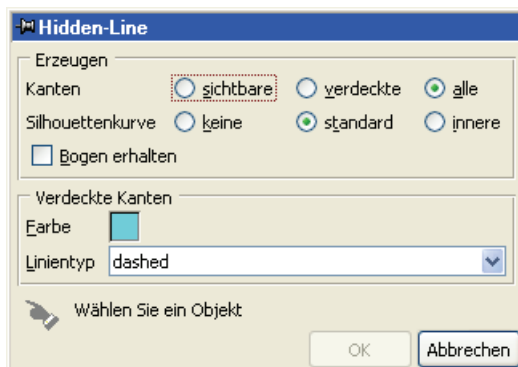 Hidden-Line
Erzeugen
Kanten sichtbare verdeckte alle
Silhouettenkurve keine standard innere
Bogen erhalten
Verdeckte Kanten
Farbe
Linientyp dashed
Wählen Sie ein Objekt
OK Abbrechen